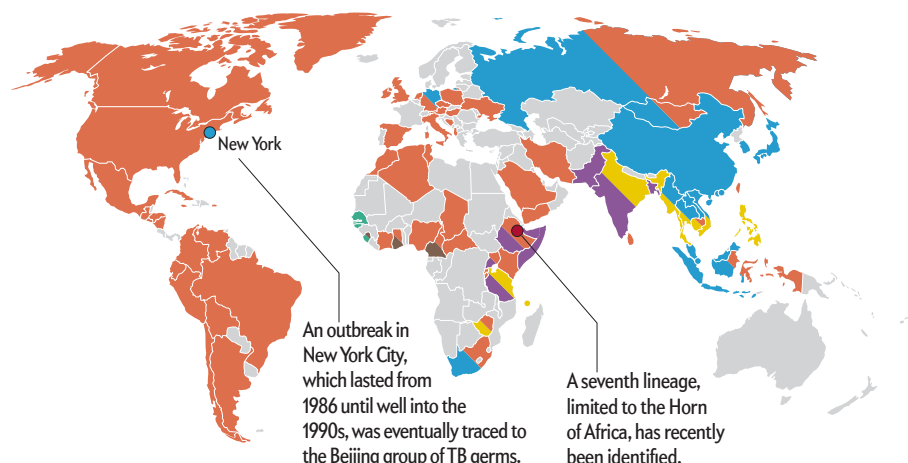 New York
An outbreak in
New York City,
which lasted from
1986 until well into the
1990s, was eventually traced to
the Beijing group of TB germs.
A seventh lineage,
limited to the Horn
of Africa, has recently
been identified.